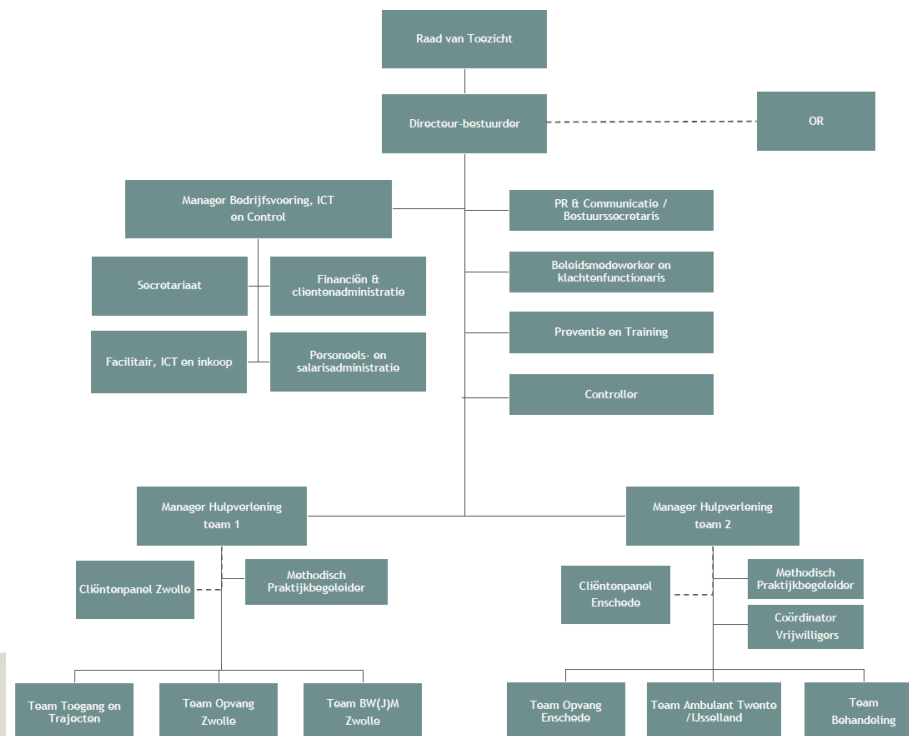 Raad van Toezicht
Directeur-bestuurder
OR
Manager Bedrijfsvoering, ICT
en Control
PR & Communicatie /
Bestuurssecretaris
Secretariaat
Financiën &
clientenadministratie
Beleidsmedewerker en
klachtenfunctionaris
Facilitair, ICT en inkoop
Personeels- en
salarisadministratie
Preventie en Training
Controller
Manager Hulpverlening
team 1
Manager Hulpverlening
team 2
Cliëntenpanel Zwolle
Methodisch
Praktijkbegeleider
Cliëntenpanel
Enschede
Methodisch
Praktijkbegeleider
Coördinator
Vrijwilligers
Team Toegang en
Trajecten
Team Opvang
Zwolle
Team BW(J)M
Zwolle
Team Opvang
Enschede
Team Ambulant Twente
/IJsselland
Team
Behandeling